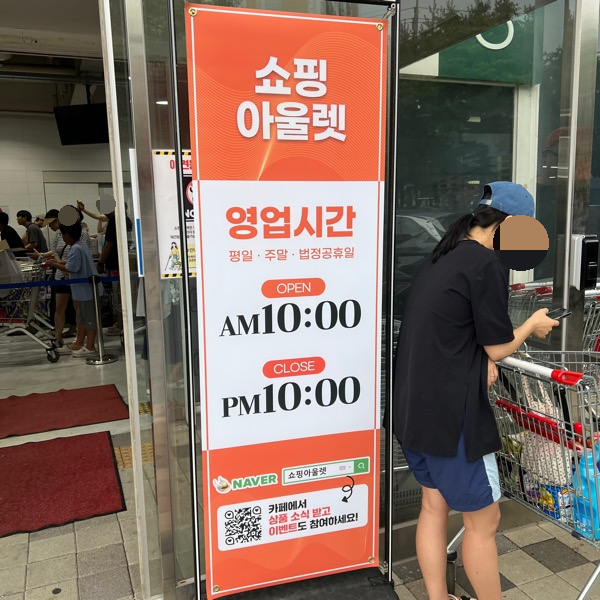 쇼핑
아울렛
영업시간
평일 · 주말 · 법정공휴일
OPEN
AM10:00
CLOSE
PM10:00
NAVER 쇼핑아울렛
카페에서
상품 소식 받고
이벤트도 참여하세요!